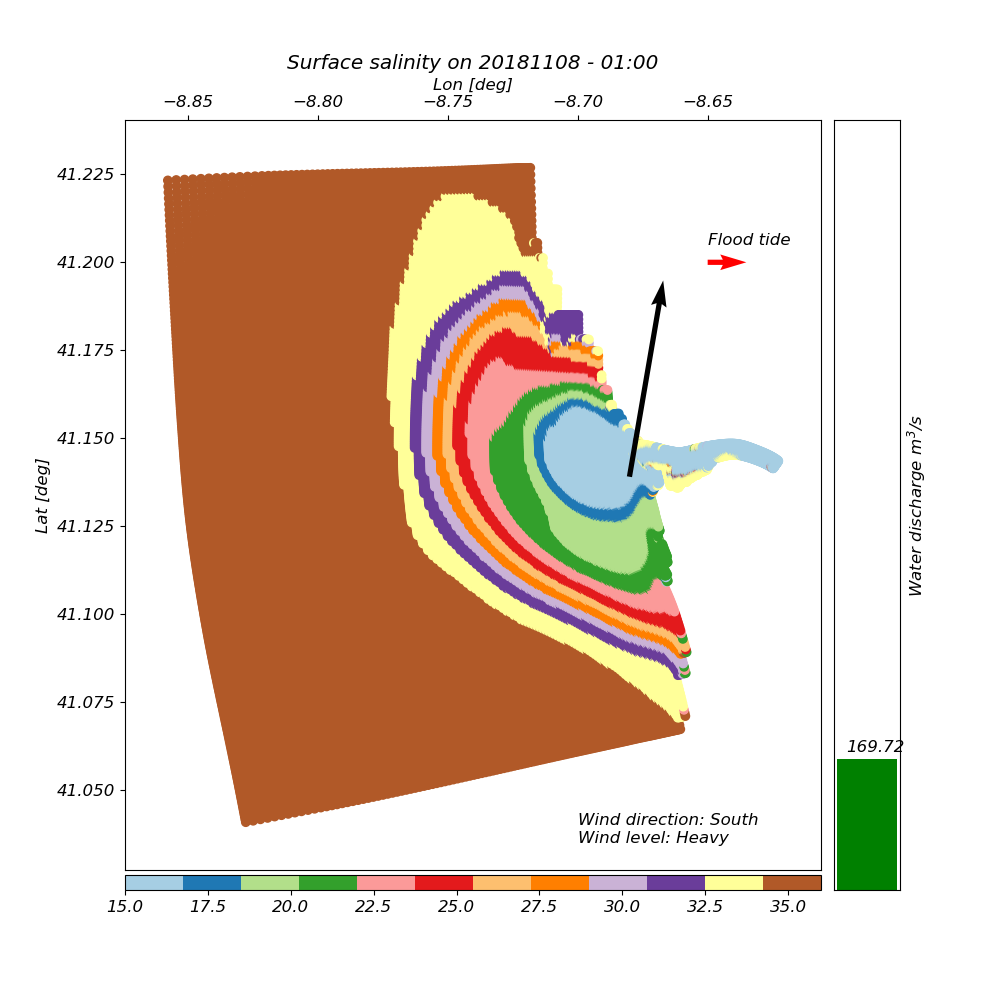 Surface salinity on 20181108 - 01:00
Lon [deg]
−8.85 −8.80 −8.75 −8.70 −8.65
41.225
41.200
41.175
41.150
41.125
41.100
41.075
41.050
Lat [deg]
Flood tide
Wind direction: South
Wind level: Heavy
169.72
Water discharge m³/s
15.0 17.5 20.0 22.5 25.0 27.5 30.0 32.5 35.0